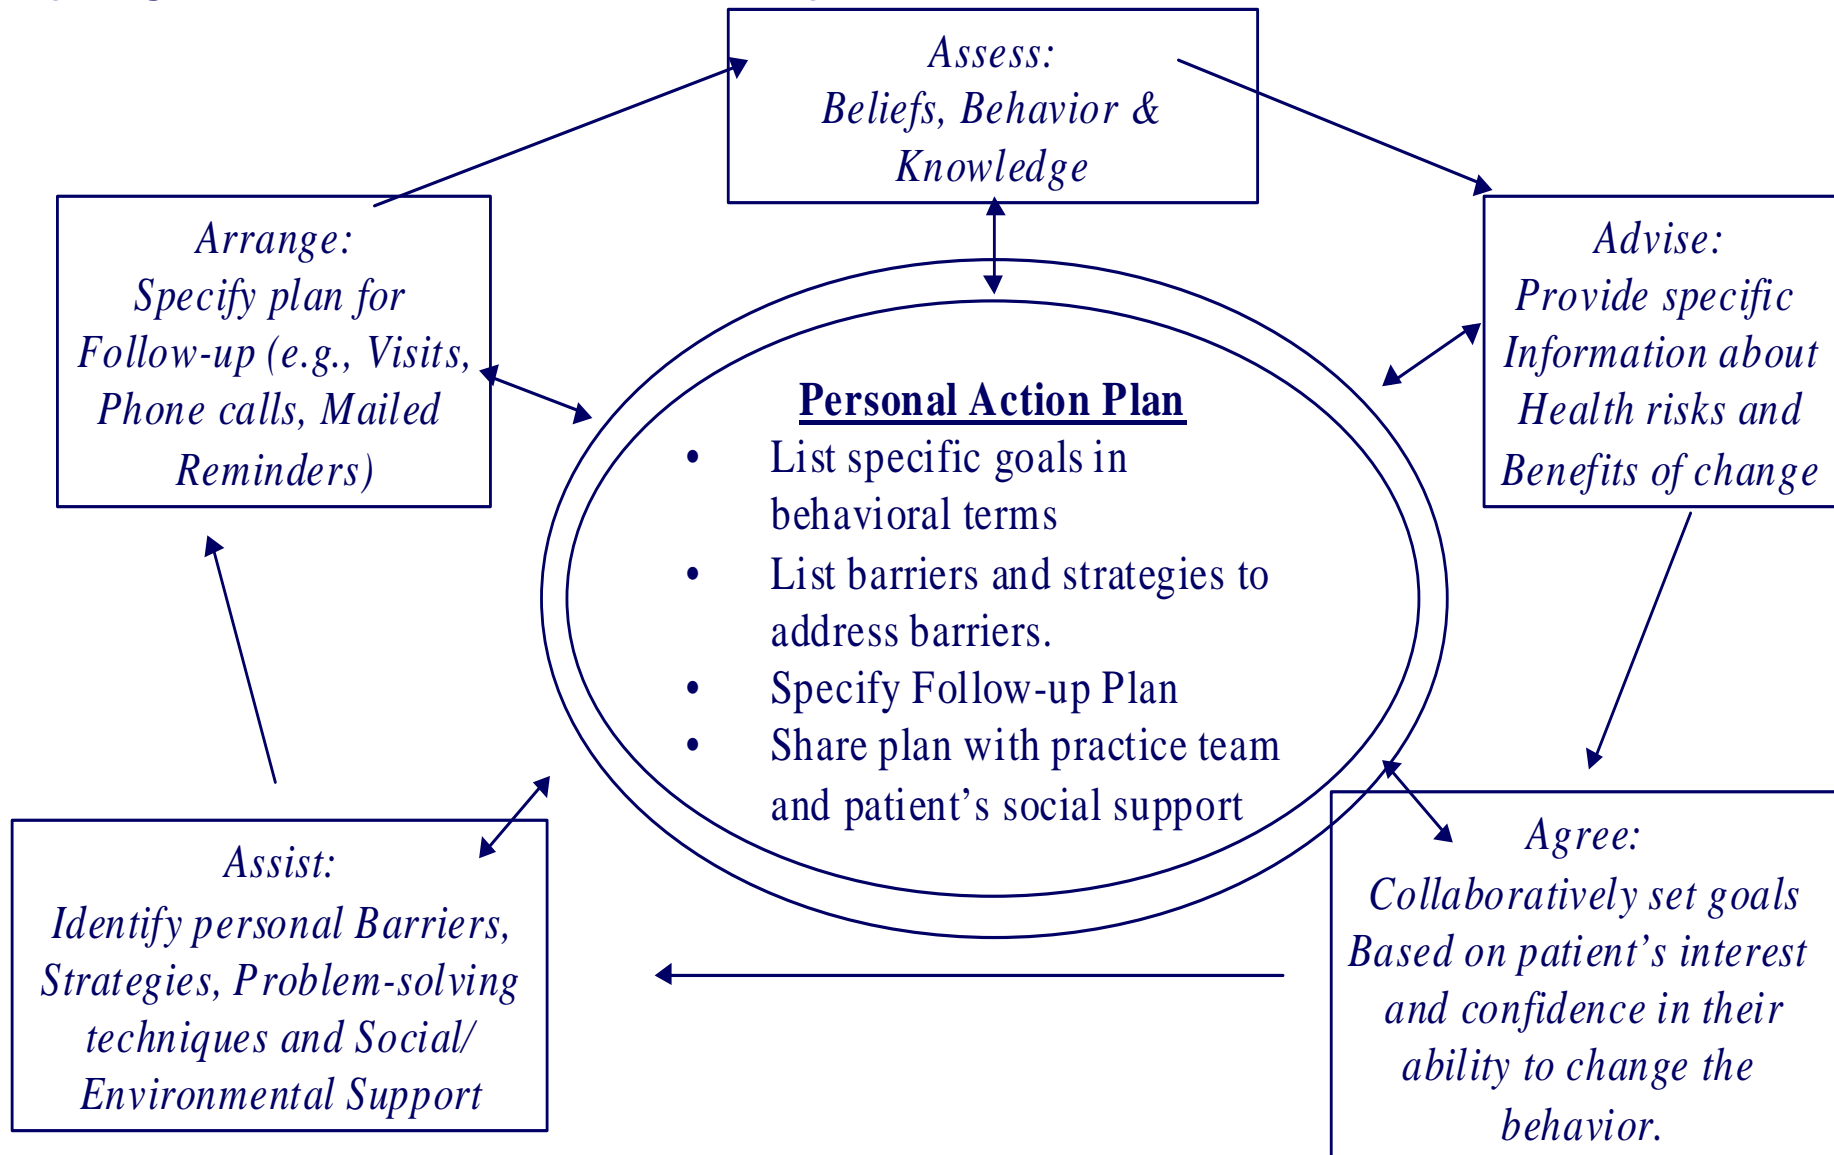 Assess:
Beliefs, Behavior &
Knowledge
Arrange:
Specify plan for
Follow-up (e.g., Visits,
Phone calls, Mailed
Reminders)
Advise:
Provide specific
Information about
Health risks and
Benefits of change
Personal Action Plan
• List specific goals in
behavioral terms
• List barriers and strategies to
address barriers.
• Specify Follow-up Plan
• Share plan with practice team
and patient’s social support
Assist:
Identify personal Barriers,
Strategies, Problem-solving
techniques and Social/
Environmental Support
Agree:
Collaboratively set goals
Based on patient’s interest
and confidence in their
ability to change the
behavior.